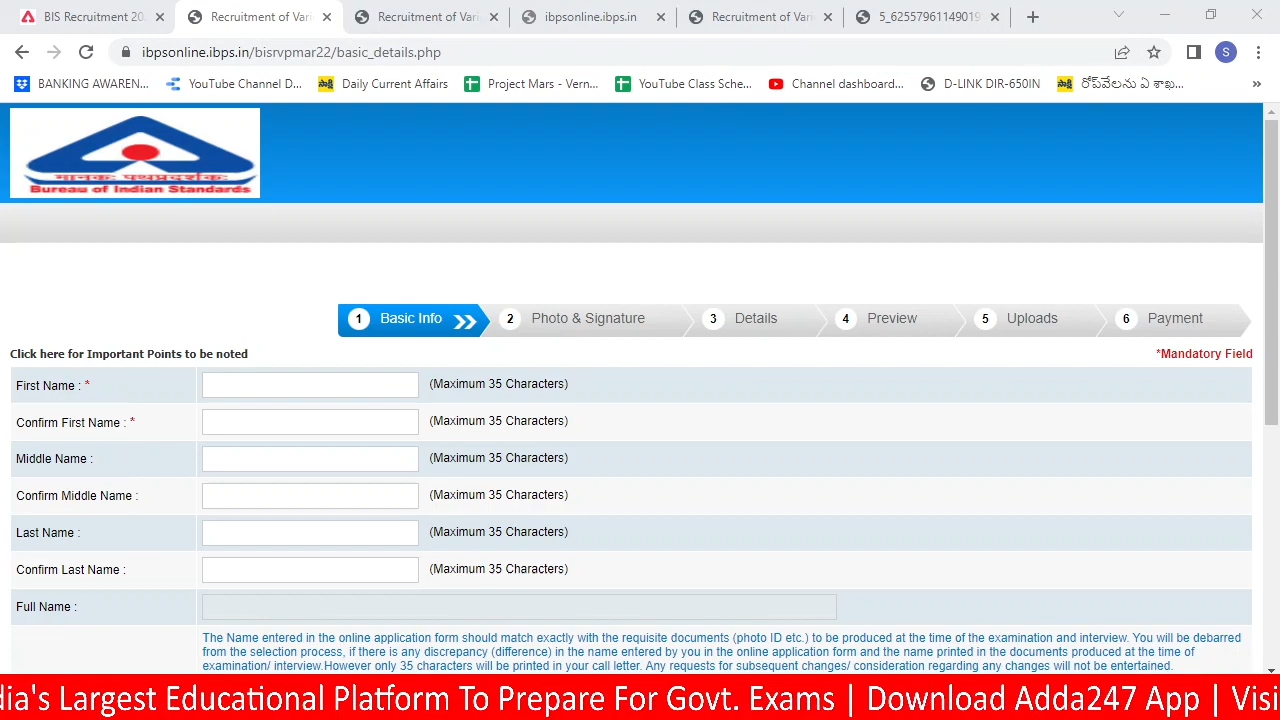 BIS Recruitment 20
Recruitment of Vari
Recruitment of Vari
ibpsonline.ibps.in
Recruitment of Vari
5_62557961149019
ibpsonline.ibps.in/bisrvpmar22/basic_details.php
S
BANKING AWAREN...
YouTube Channel D...
Daily Current Affairs
Project Mars - Vern...
YouTube Class Sche...
Channel dashboard...
D-LINK DIR-650IN
రోప్‌వేలను ఏ శాఖ...
मानकः पथप्रदर्शकः
Bureau of Indian Standards
1 Basic Info
2 Photo & Signature
3 Details
4 Preview
5 Uploads
6 Payment
Click here for Important Points to be noted
*Mandatory Field
First Name : * (Maximum 35 Characters)
Confirm First Name : * (Maximum 35 Characters)
Middle Name : (Maximum 35 Characters)
Confirm Middle Name : (Maximum 35 Characters)
Last Name : (Maximum 35 Characters)
Confirm Last Name : (Maximum 35 Characters)
Full Name :
The Name entered in the online application form should match exactly with the requisite documents (photo ID etc.) to be produced at the time of the examination and interview. You will be debarred
from the selection process, if there is any discrepancy (difference) in the name entered by you in the online application form and the name printed in the documents produced at the time of
examination/ interview.However only 35 characters will be printed in your call letter. Any requests for subsequent changes/ consideration regarding any changes will not be entertained.
dia's Largest Educational Platform To Prepare For Govt. Exams | Download Adda247 App | Visi